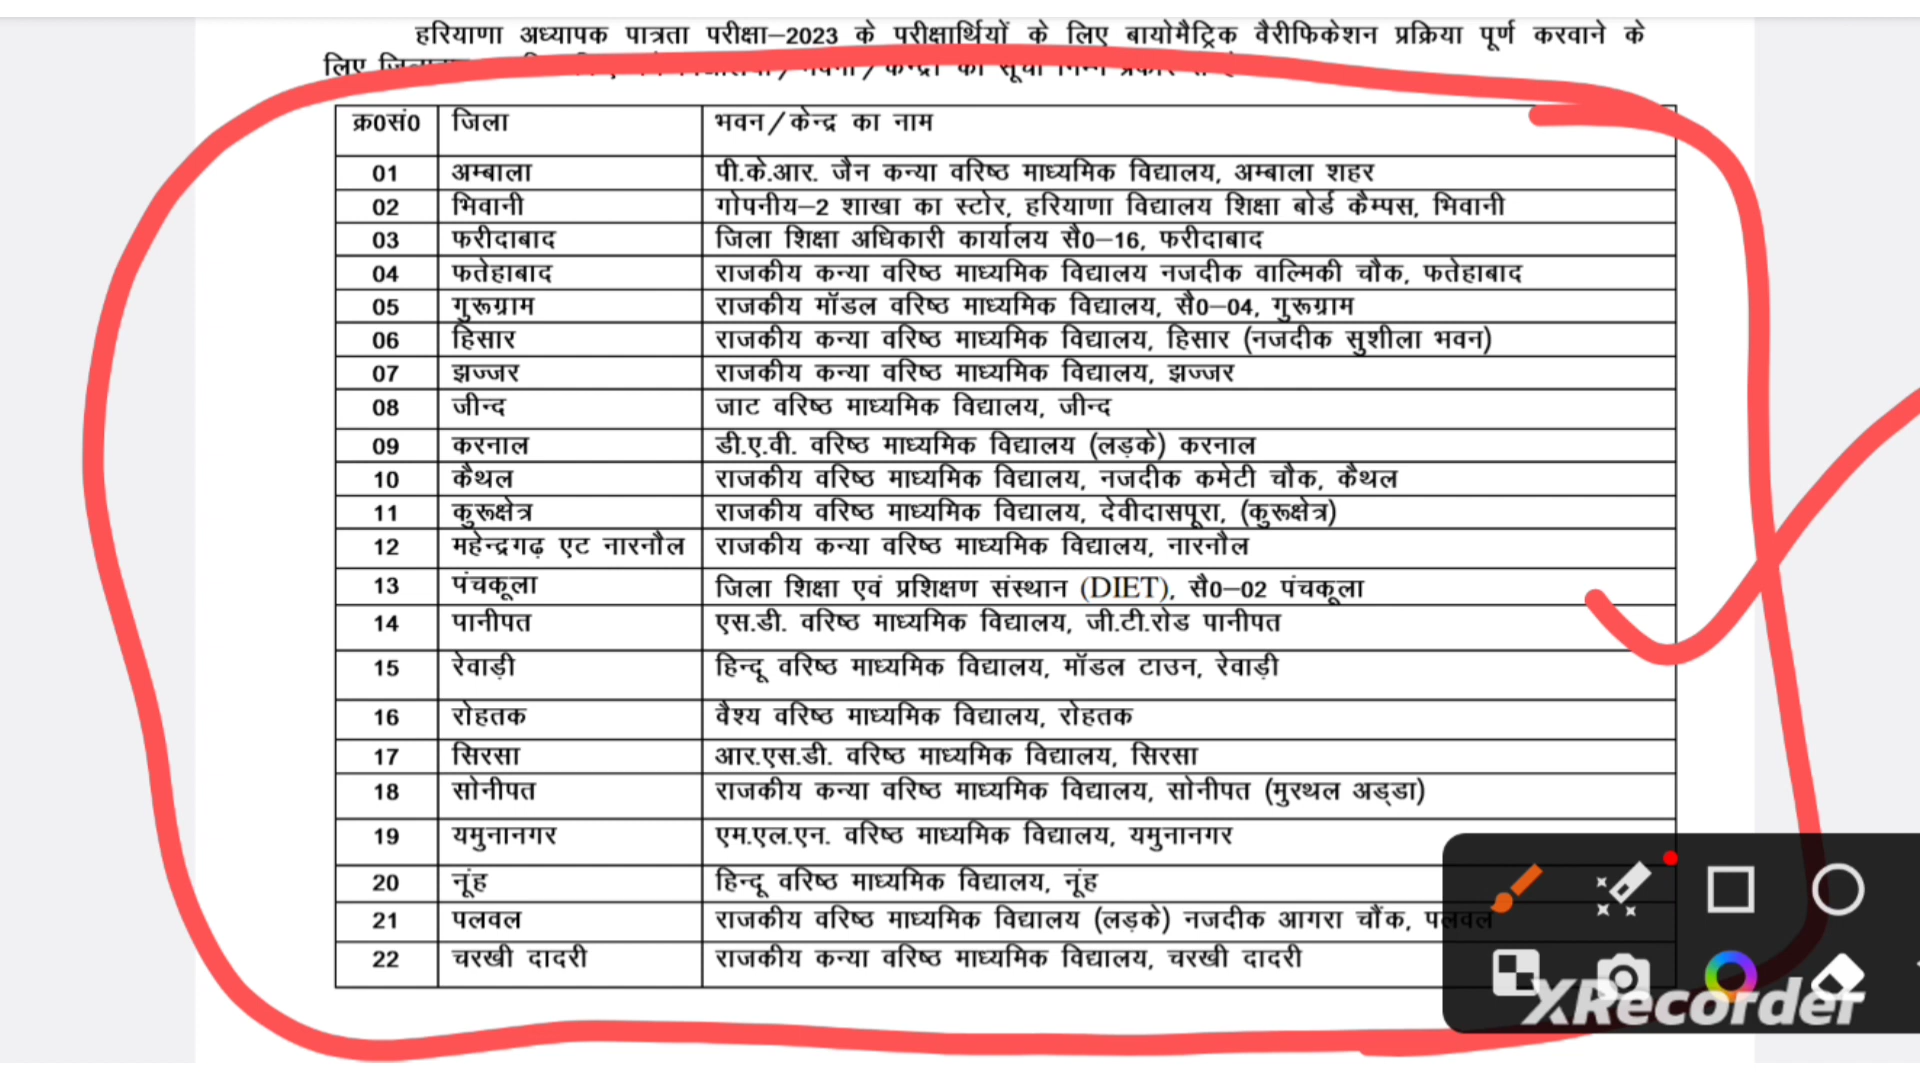 हरियाणा अध्यापक पात्रता परीक्षा–2023 के परीक्षार्थियों के लिए बायोमैट्रिक वैरीफिकेशन प्रक्रिया पूर्ण करवाने के
लिए
क्र0सं0 जिला भवन/केन्द्र का नाम
01 अम्बाला पी.के.आर. जैन कन्या वरिष्ठ माध्यमिक विद्यालय, अम्बाला शहर
02 भिवानी गोपनीय–2 शाखा का स्टोर, हरियाणा विद्यालय शिक्षा बोर्ड कैम्पस, भिवानी
03 फरीदाबाद जिला शिक्षा अधिकारी कार्यालय सै0–16, फरीदाबाद
04 फतेहाबाद राजकीय कन्या वरिष्ठ माध्यमिक विद्यालय नजदीक वाल्मिकी चौक, फतेहाबाद
05 गुरूग्राम राजकीय मॉडल वरिष्ठ माध्यमिक विद्यालय, सै0–04, गुरूग्राम
06 हिसार राजकीय कन्या वरिष्ठ माध्यमिक विद्यालय, हिसार (नजदीक सुशीला भवन)
07 झज्जर राजकीय कन्या वरिष्ठ माध्यमिक विद्यालय, झज्जर
08 जीन्द जाट वरिष्ठ माध्यमिक विद्यालय, जीन्द
09 करनाल डी.ए.वी. वरिष्ठ माध्यमिक विद्यालय (लड़के) करनाल
10 कैथल राजकीय वरिष्ठ माध्यमिक विद्यालय, नजदीक कमेटी चौक, कैथल
11 कुरूक्षेत्र राजकीय वरिष्ठ माध्यमिक विद्यालय, देवीदासपूरा, (कुरूक्षेत्र)
12 महेन्द्रगढ़ एट नारनौल राजकीय कन्या वरिष्ठ माध्यमिक विद्यालय, नारनौल
13 पंचकूला जिला शिक्षा एवं प्रशिक्षण संस्थान (DIET), सै0–02 पंचकूला
14 पानीपत एस.डी. वरिष्ठ माध्यमिक विद्यालय, जी.टी.रोड पानीपत
15 रेवाड़ी हिन्दू वरिष्ठ माध्यमिक विद्यालय, मॉडल टाउन, रेवाड़ी
16 रोहतक वैश्य वरिष्ठ माध्यमिक विद्यालय, रोहतक
17 सिरसा आर.एस.डी. वरिष्ठ माध्यमिक विद्यालय, सिरसा
18 सोनीपत राजकीय कन्या वरिष्ठ माध्यमिक विद्यालय, सोनीपत (मुरथल अड्डा)
19 यमुनानगर एम.एल.एन. वरिष्ठ माध्यमिक विद्यालय, यमुनानगर
20 नूंह हिन्दू वरिष्ठ माध्यमिक विद्यालय, नूंह
21 पलवल राजकीय वरिष्ठ माध्यमिक विद्यालय (लड़के) नजदीक आगरा चौंक, पलवल
22 चरखी दादरी राजकीय कन्या वरिष्ठ माध्यमिक विद्यालय, चरखी दादरी
XRecorder